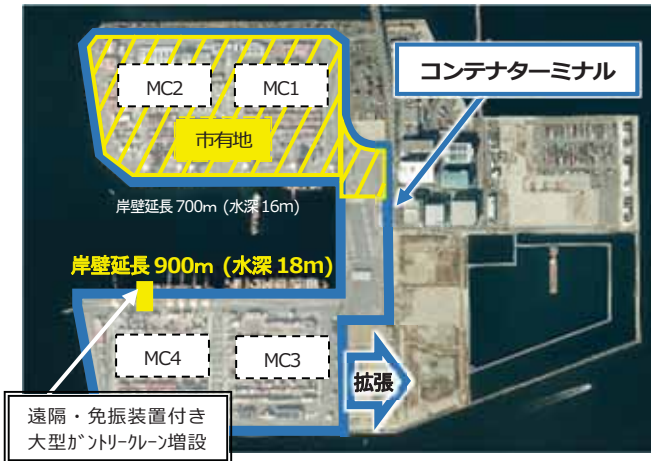 MC2
MC1
コンテナターミナル
市有地
岸壁延長 700m (水深 16m)
岸壁延長 900m (水深 18m)
MC4
MC3
拡張
遠隔・免振装置付き
大型ｶﾞﾝﾄﾘｰｸﾚｰﾝ増設